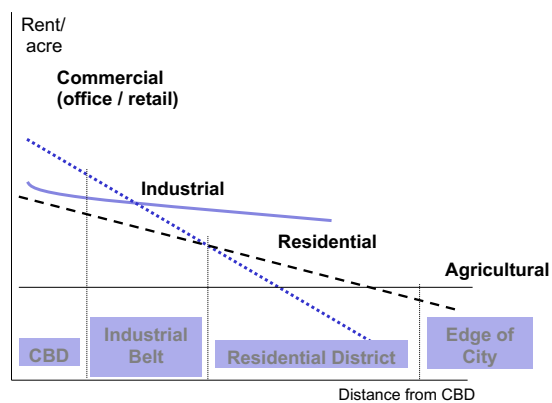 Rent/
acre
Commercial
(office / retail)
Industrial
Residential
Agricultural
CBD
Industrial
Belt
Residential District
Edge of
City
Distance from CBD